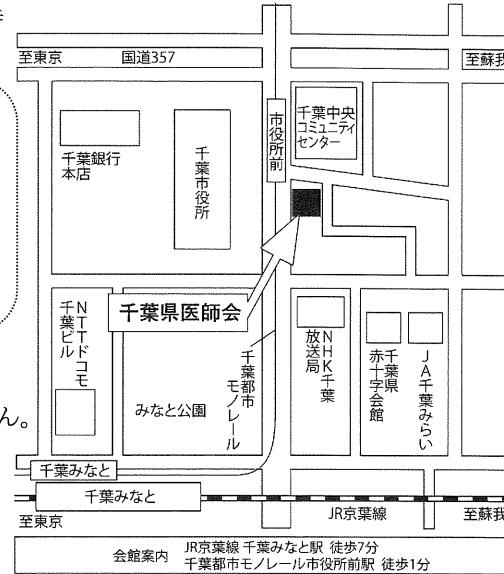 至東京
国道357
至蘇我
千葉銀行
本店
千葉市役所
市役所前
千葉中央
コミュニティ
センター
千葉県医師会
NTTドコモ
千葉ビル
みなと公園
千葉都市
モノレール
NHK千葉
放送局
千葉県
赤十字会館
JA千葉みらい
ん。
千葉みなと
千葉みなと
至東京
JR京葉線
至蘇我
会館案内
JR京葉線 千葉みなと駅 徒歩7分
千葉都市モノレール市役所前駅 徒歩1分